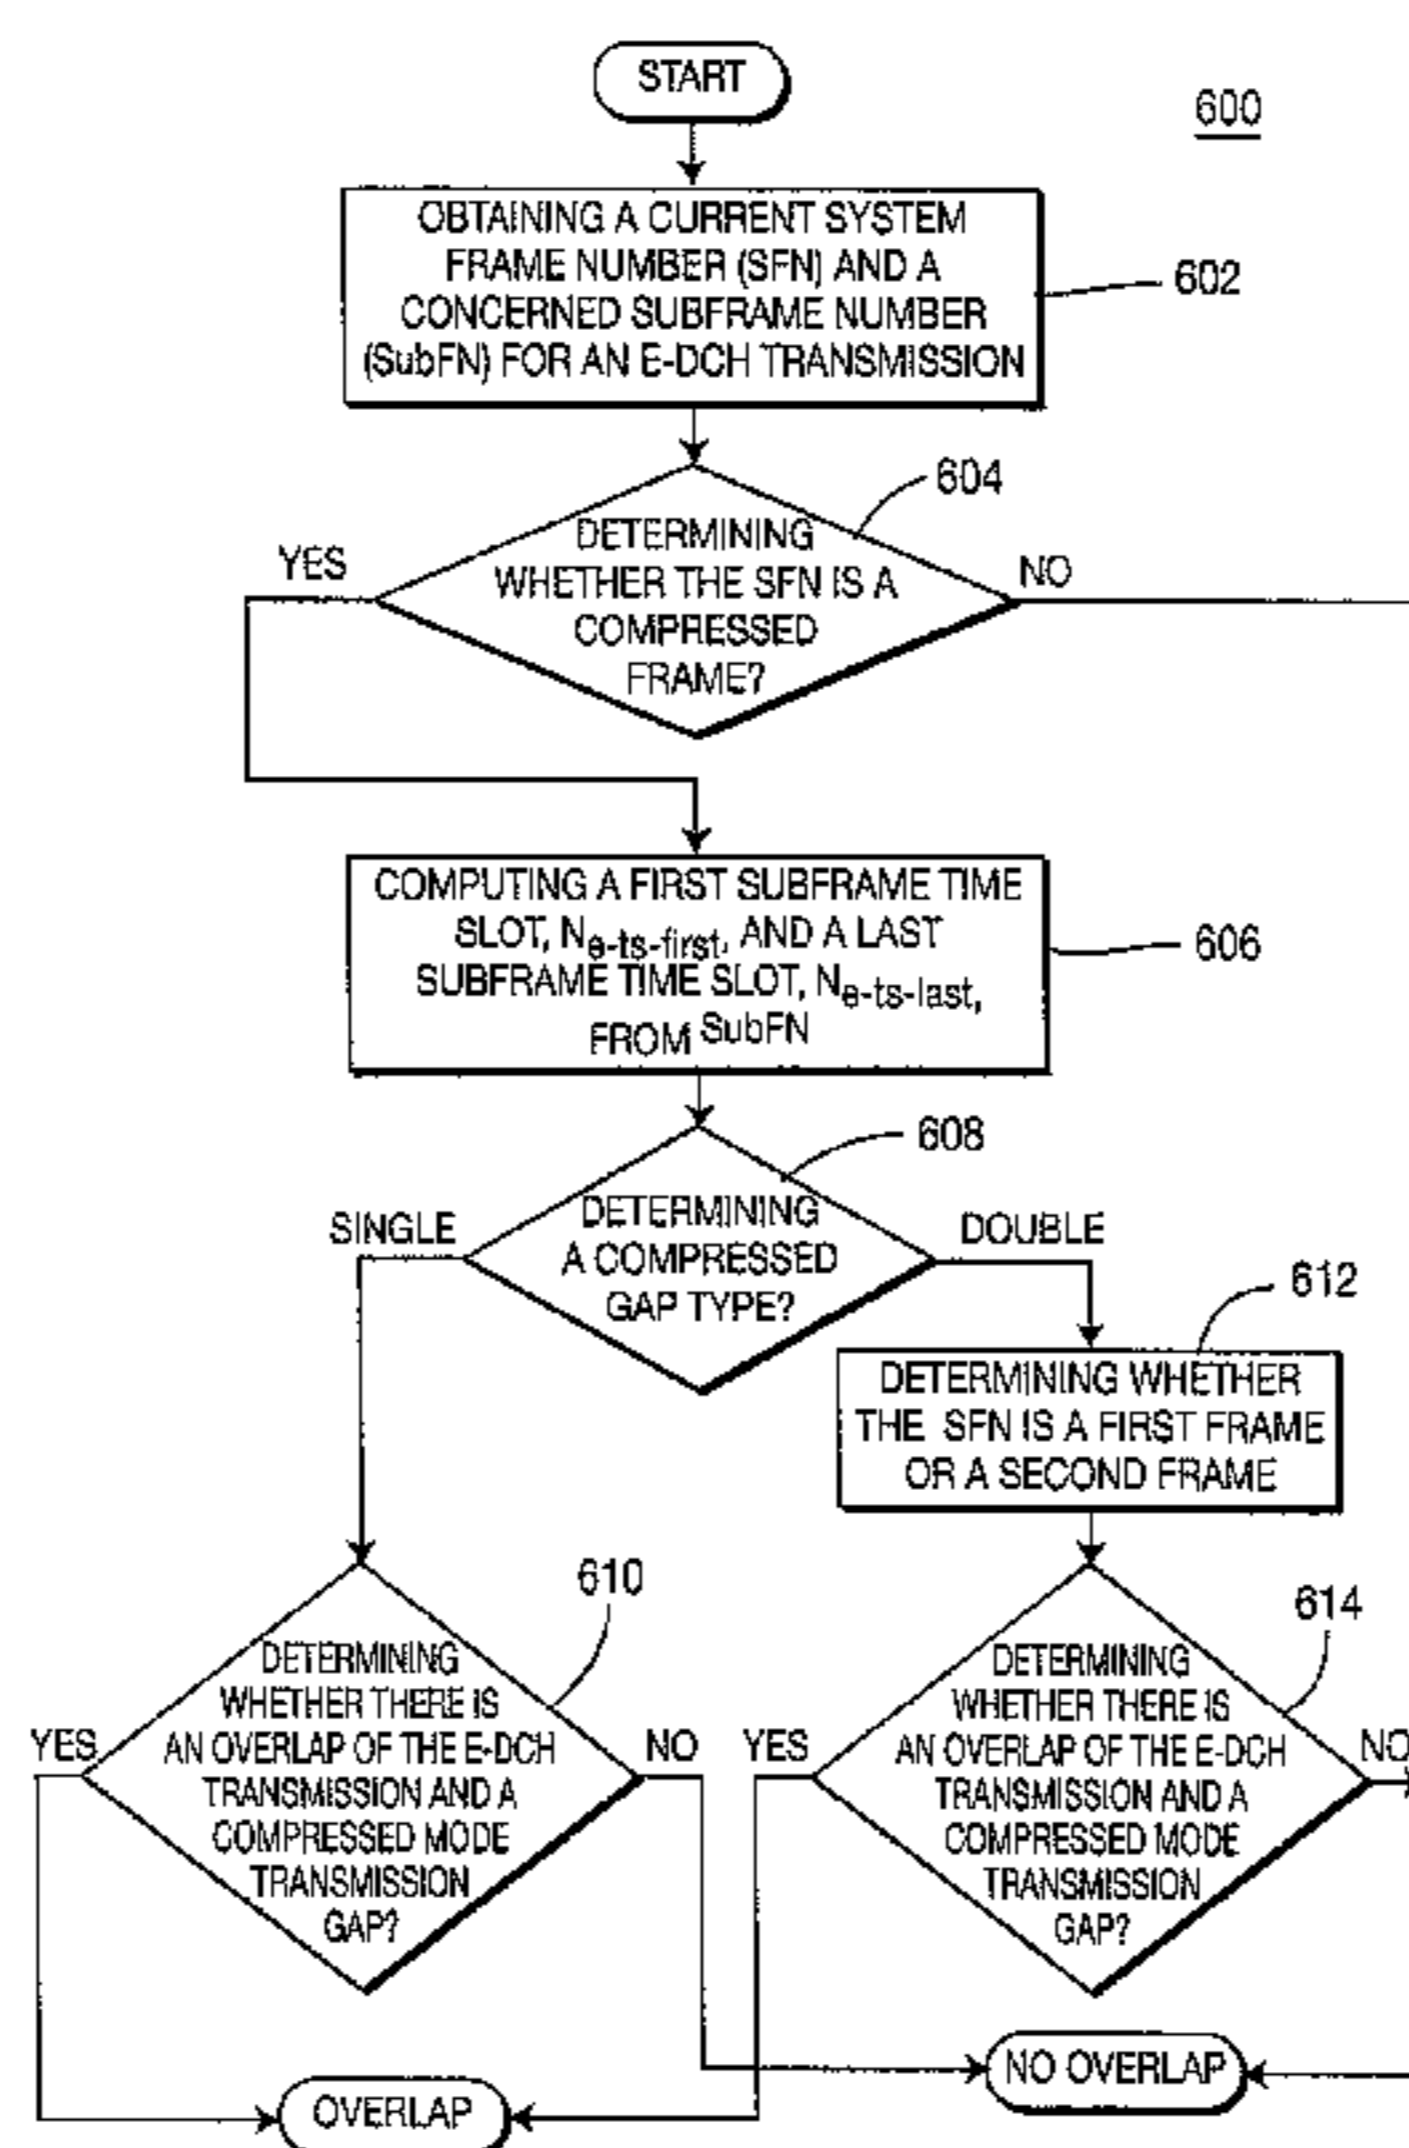 START
600
OBTAINING A CURRENT SYSTEM
FRAME NUMBER (SFN) AND A
CONCERNED SUBFRAME NUMBER
(SubFN) FOR AN E-DCH TRANSMISSION
602
604
DETERMINING
WHETHER THE SFN IS A
COMPRESSED
FRAME?
YES
NO
COMPUTING A FIRST SUBFRAME TIME
SLOT, Ne-ts-first, AND A LAST
SUBFRAME TIME SLOT, Ne-ts-last,
FROM SubFN
606
608
DETERMINING
A COMPRESSED
GAP TYPE?
SINGLE
DOUBLE
612
DETERMINING WHETHER
THE SFN IS A FIRST FRAME
OR A SECOND FRAME
610
DETERMINING
WHETHER THERE IS
AN OVERLAP OF THE E-DCH
TRANSMISSION AND A
COMPRESSED MODE
TRANSMISSION
GAP?
YES
NO
614
DETERMINING
WHETHER THERE IS
AN OVERLAP OF THE E-DCH
TRANSMISSION AND A
COMPRESSED MODE
TRANSMISSION
GAP?
YES
NO
NO OVERLAP
OVERLAP